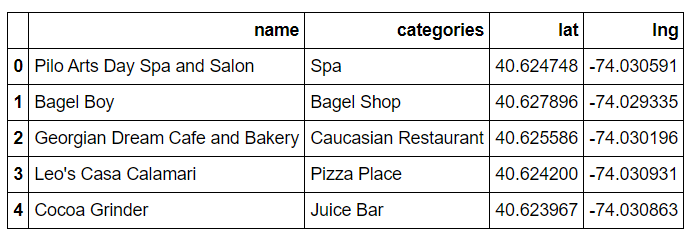 name categories lat lng
0 Pilo Arts Day Spa and Salon Spa 40.624748 -74.030591
1 Bagel Boy Bagel Shop 40.627896 -74.029335
2 Georgian Dream Cafe and Bakery Caucasian Restaurant 40.625586 -74.030196
3 Leo's Casa Calamari Pizza Place 40.624200 -74.030931
4 Cocoa Grinder Juice Bar 40.623967 -74.030863